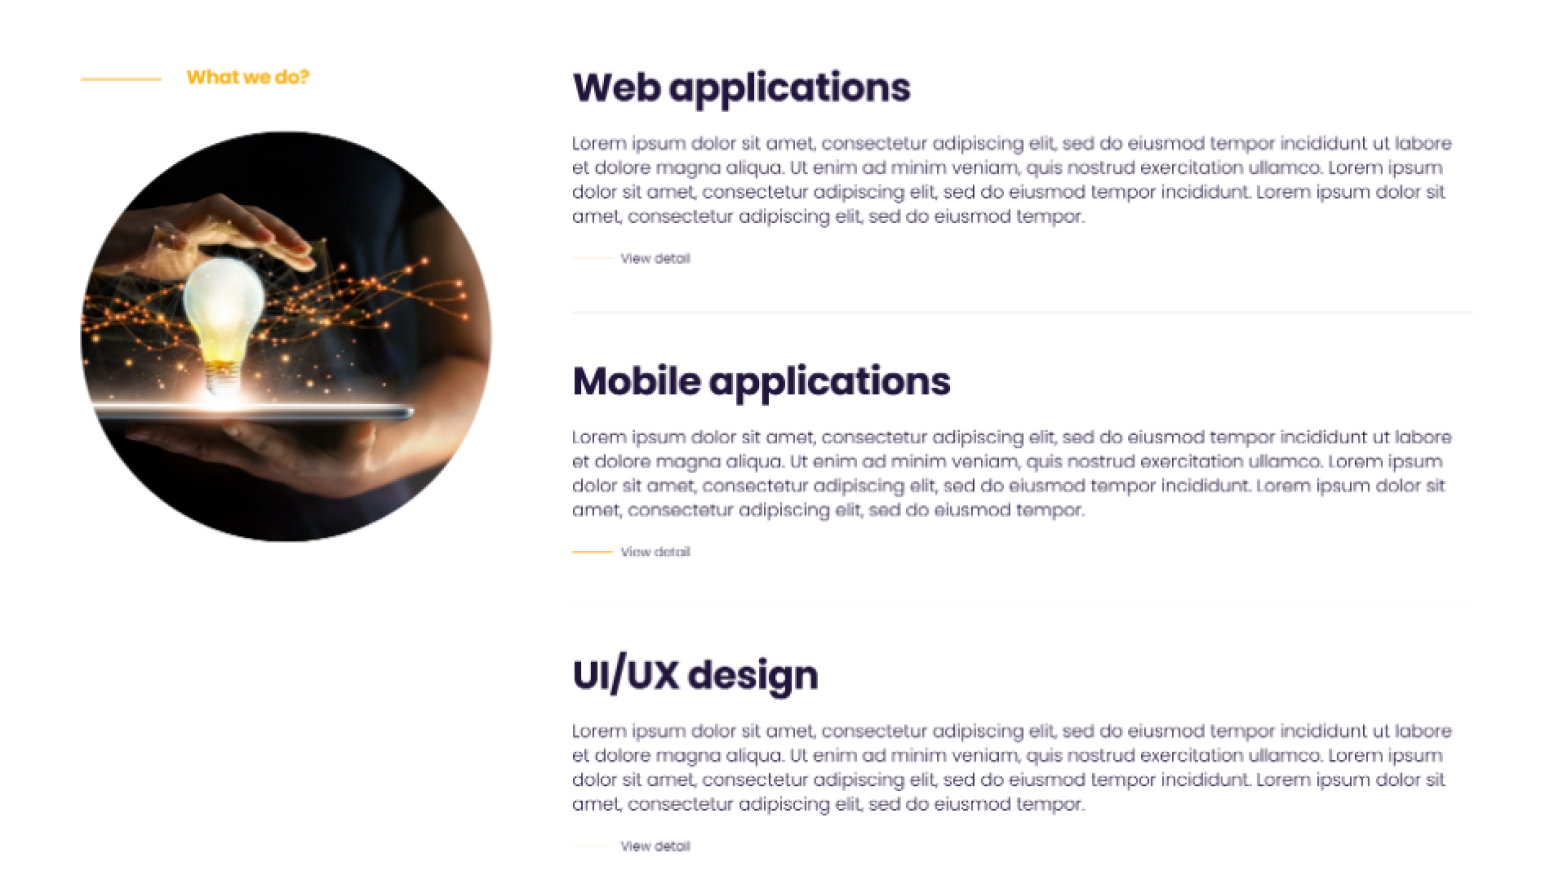 What we do?
Web applications
Lorem ipsum dolor sit amet, consectetur adipiscing elit, sed do eiusmod tempor incididunt ut labore
et dolore magna aliqua. Ut enim ad minim veniam, quis nostrud exercitation ullamco. Lorem ipsum
dolor sit amet, consectetur adipiscing elit, sed do eiusmod tempor incididunt. Lorem ipsum dolor sit
amet, consectetur adipiscing elit, sed do eiusmod tempor.
View detail
Mobile applications
Lorem ipsum dolor sit amet, consectetur adipiscing elit, sed do eiusmod tempor incididunt ut labore
et dolore magna aliqua. Ut enim ad minim veniam, quis nostrud exercitation ullamco. Lorem ipsum
dolor sit amet, consectetur adipiscing elit, sed do eiusmod tempor incididunt. Lorem ipsum dolor sit
amet, consectetur adipiscing elit, sed do eiusmod tempor.
View detail
UI/UX design
Lorem ipsum dolor sit amet, consectetur adipiscing elit, sed do eiusmod tempor incididunt ut labore
et dolore magna aliqua. Ut enim ad minim veniam, quis nostrud exercitation ullamco. Lorem ipsum
dolor sit amet, consectetur adipiscing elit, sed do eiusmod tempor incididunt. Lorem ipsum dolor sit
amet, consectetur adipiscing elit, sed do eiusmod tempor.
View detail